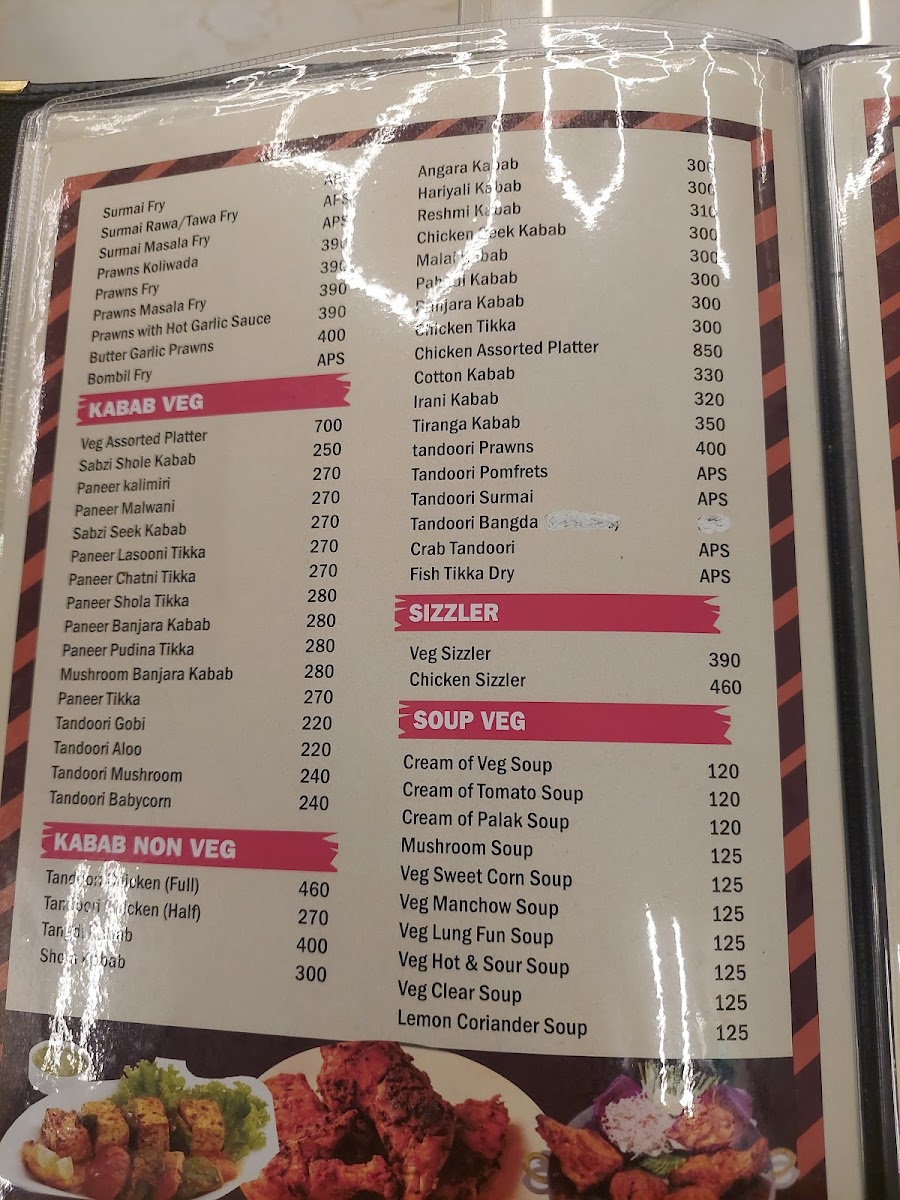 Surmai Fry
Surmai Rawa/Tawa Fry APS
Surmai Masala Fry APS
Prawns Koliwada 390
Prawns Fry 390
Prawns Masala Fry 390
Prawns with Hot Garlic Sauce 390
Butter Garlic Prawns 400
Bombil Fry APS
KABAB VEG
Veg Assorted Platter 700
Sabzi Shole Kabab 250
Paneer kalimiri 270
Paneer Malwani 270
Sabzi Seek Kabab 270
Paneer Lasooni Tikka 270
Paneer Chatni Tikka 270
Paneer Shola Tikka 280
Paneer Banjara Kabab 280
Paneer Pudina Tikka 280
Mushroom Banjara Kabab 280
Paneer Tikka 270
Tandoori Gobi 220
Tandoori Aloo 220
Tandoori Mushroom 240
Tandoori Babycorn 240
KABAB NON VEG
Tandoori Chicken (Full) 460
Tandoori Chicken (Half) 270
Tangdi Kabab 400
Shola Kabab 300
Angara Kabab 300
Hariyali Kabab 300
Reshmi Kabab 310
Chicken Seek Kabab 300
Malai Kabab 300
Pahadi Kabab 300
Banjara Kabab 300
Chicken Tikka 300
Chicken Assorted Platter 850
Cotton Kabab 330
Irani Kabab 320
Tiranga Kabab 350
tandoori Prawns 400
Tandoori Pomfrets APS
Tandoori Surmai APS
Tandoori Bangda
Crab Tandoori APS
Fish Tikka Dry APS
SIZZLER
Veg Sizzler 390
Chicken Sizzler 460
SOUP VEG
Cream of Veg Soup 120
Cream of Tomato Soup 120
Cream of Palak Soup 120
Mushroom Soup 125
Veg Sweet Corn Soup 125
Veg Manchow Soup 125
Veg Lung Fun Soup 125
Veg Hot & Sour Soup 125
Veg Clear Soup 125
Lemon Coriander Soup 125